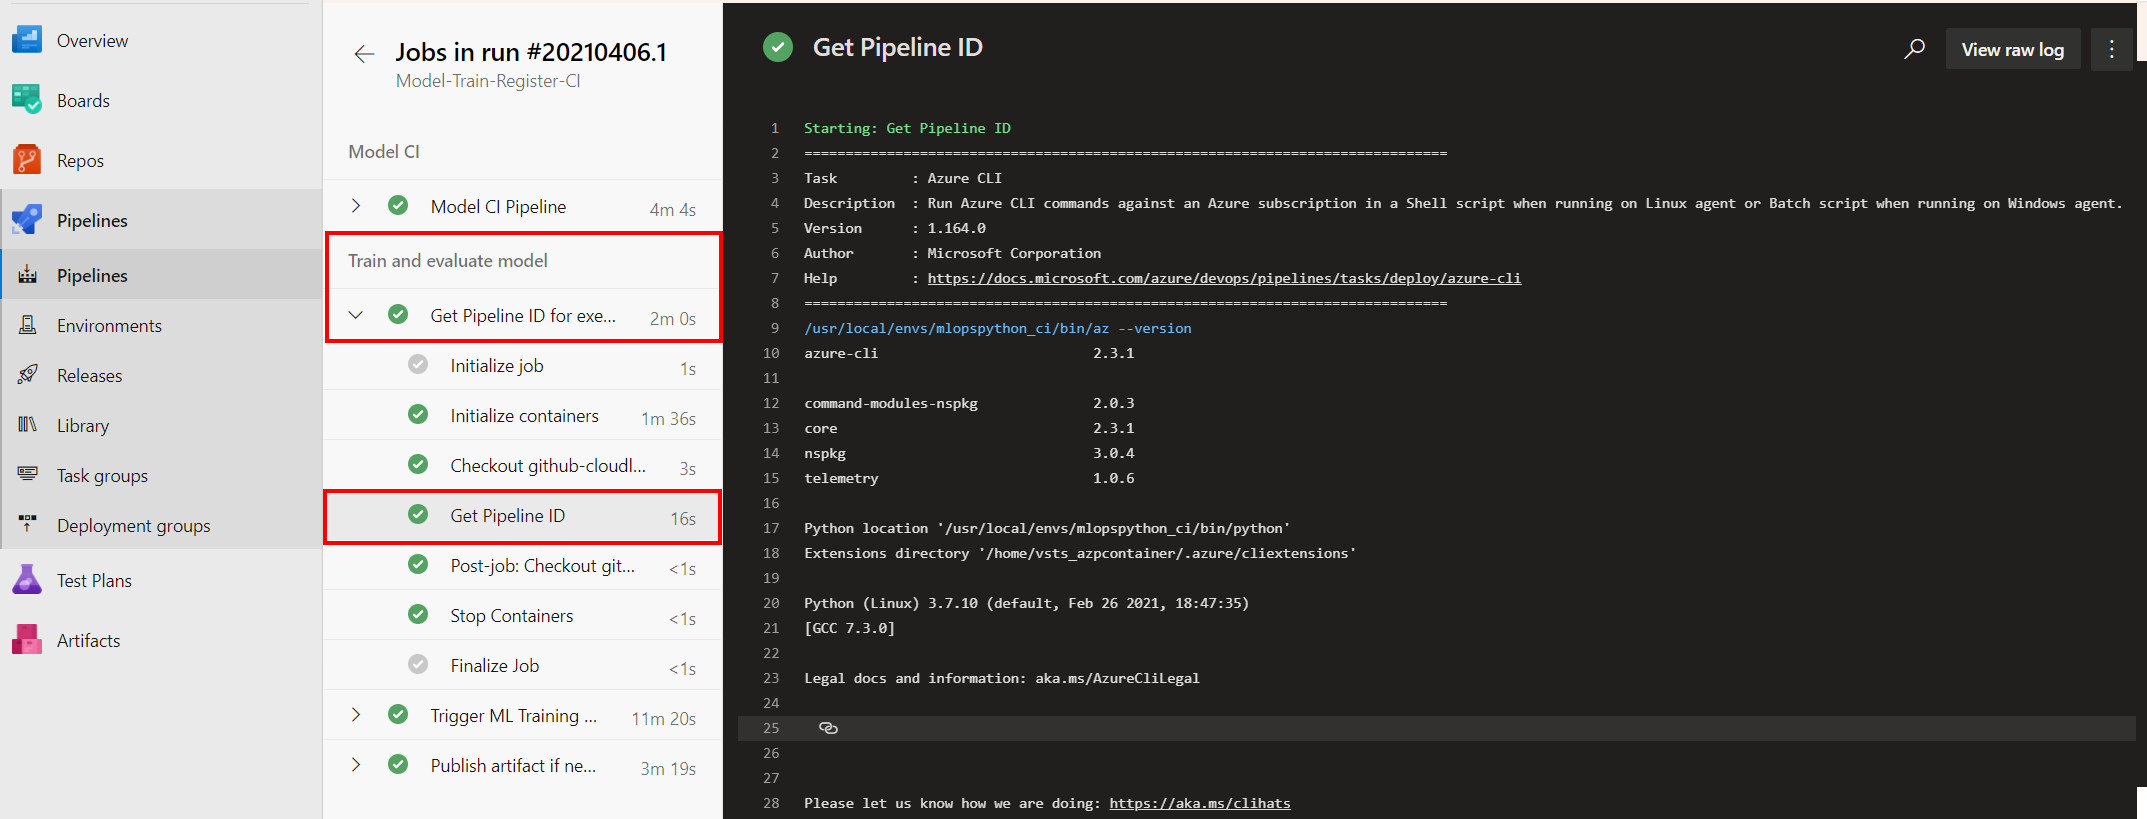 Overview
Boards
Repos
Pipelines
Pipelines
Environments
Releases
Library
Task groups
Deployment groups
Test Plans
Artifacts
Jobs in run #20210406.1
Model-Train-Register-CI
Model CI
Model CI Pipeline 4m 4s
Train and evaluate model
Get Pipeline ID for exe... 2m 0s
Initialize job 1s
Initialize containers 1m 36s
Checkout github-cloudl... 3s
Get Pipeline ID 16s
Post-job: Checkout git... <1s
Stop Containers <1s
Finalize Job <1s
Trigger ML Training ... 11m 20s
Publish artifact if ne... 3m 19s
Get Pipeline ID
View raw log
1 Starting: Get Pipeline ID
2 ==============================================================================
3 Task : Azure CLI
4 Description : Run Azure CLI commands against an Azure subscription in a Shell script when running on Linux agent or Batch script when running on Windows agent.
5 Version : 1.164.0
6 Author : Microsoft Corporation
7 Help : https://docs.microsoft.com/azure/devops/pipelines/tasks/deploy/azure-cli
8 ==============================================================================
9 /usr/local/envs/mlopspython_ci/bin/az --version
10 azure-cli 2.3.1
11
12 command-modules-nspkg 2.0.3
13 core 2.3.1
14 nspkg 3.0.4
15 telemetry 1.0.6
16
17 Python location '/usr/local/envs/mlopspython_ci/bin/python'
18 Extensions directory '/home/vsts_azpcontainer/.azure/cliextensions'
19
20 Python (Linux) 3.7.10 (default, Feb 26 2021, 18:47:35)
21 [GCC 7.3.0]
22
23 Legal docs and information: aka.ms/AzureCliLegal
24
25
26
27
28 Please let us know how we are doing: https://aka.ms/clihats